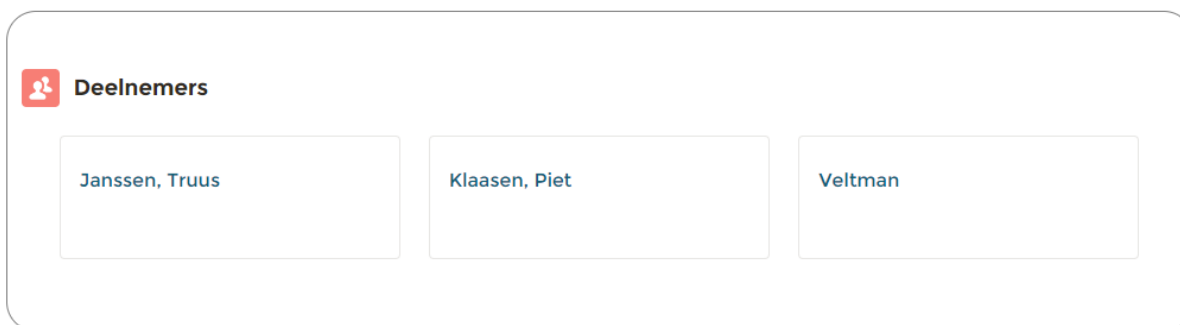 Deelnemers
Janssen, Truus
Klaasen, Piet
Veltman